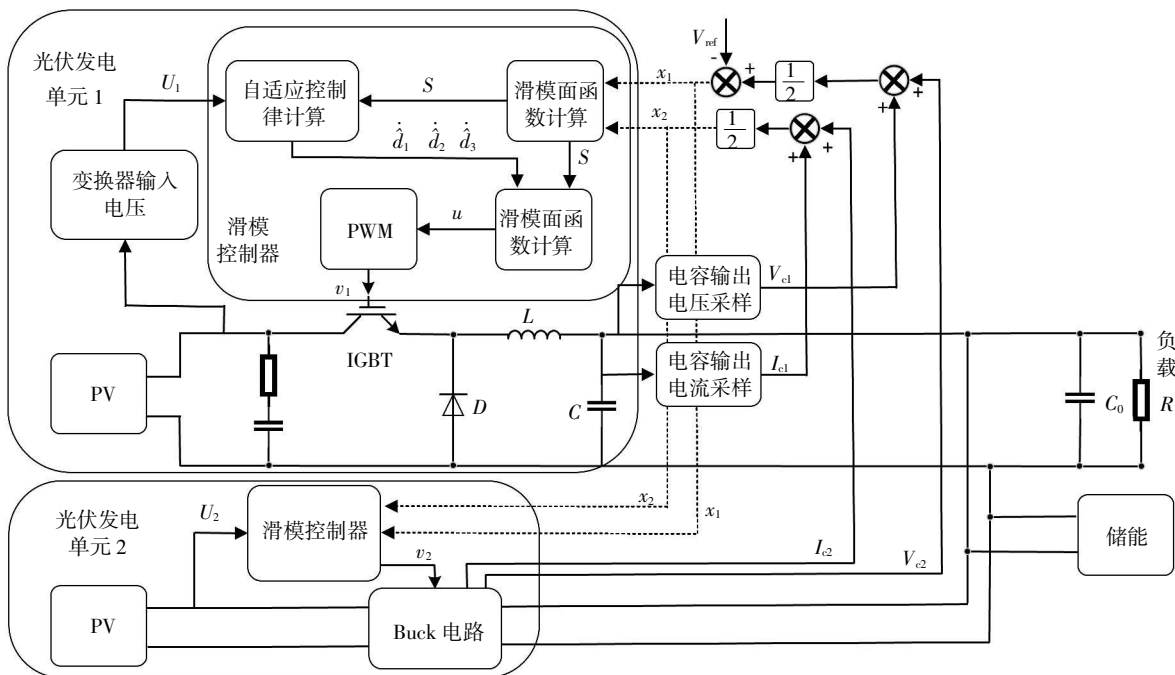 光伏发电
单元 1
U1
自适应控制
律计算
S
滑模面函
数计算
x1
x2
Vref
-
+
1/2
+
+
1/2
+
+
d̂̇1 d̂̇2 d̂̇3
S
变换器输入
电压
滑模
控制器
PWM
u
滑模面函
数计算
v1
电容输出
电压采样
Vc1
IGBT
L
电容输出
电流采样
Ic1
负
载
PV
D
C
C0
R
光伏发电
单元 2
U2
滑模控制器
x2
x1
v2
Ic2
Vc2
储能
PV
Buck 电路